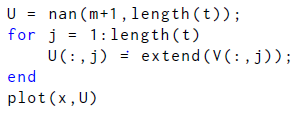 U = nan(m+1,length(t));
for j = 1:length(t)
    U(:,j) = extend(V(:,j));
end
plot(x,U)